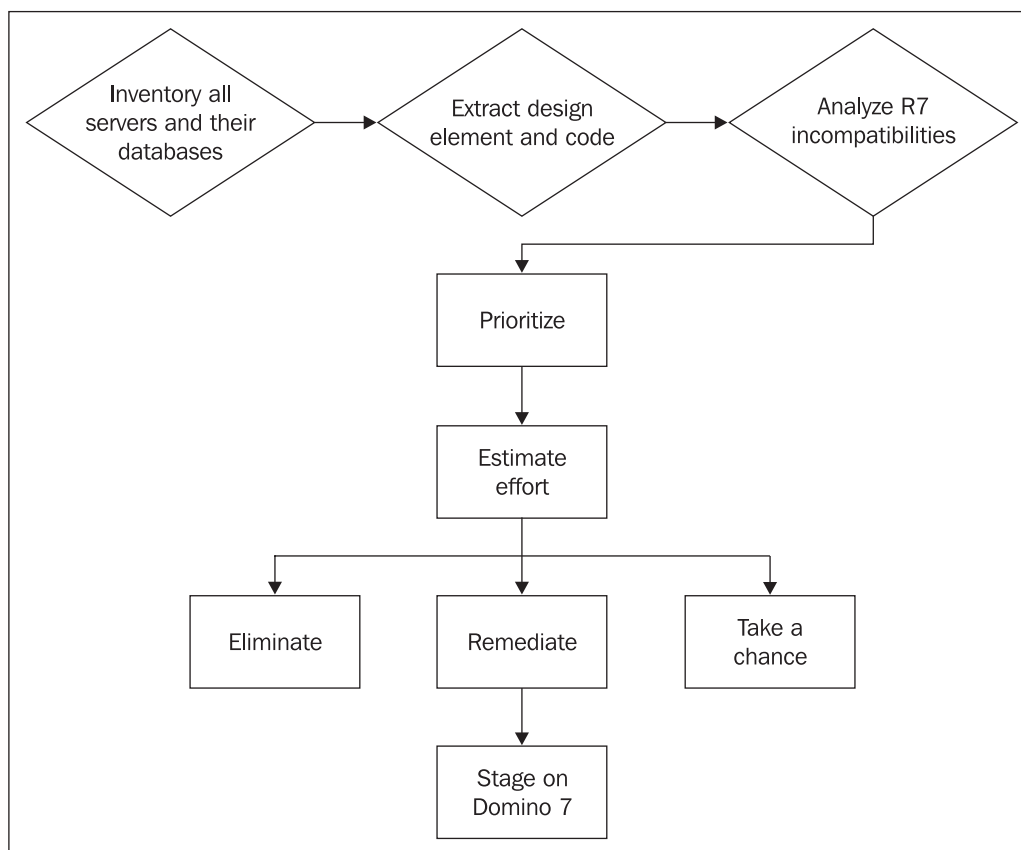 Inventory all
servers and their
databases
Extract design
element and code
Analyze R7
incompatibilities
Prioritize
Estimate
effort
Eliminate
Remediate
Take a
chance
Stage on
Domino 7